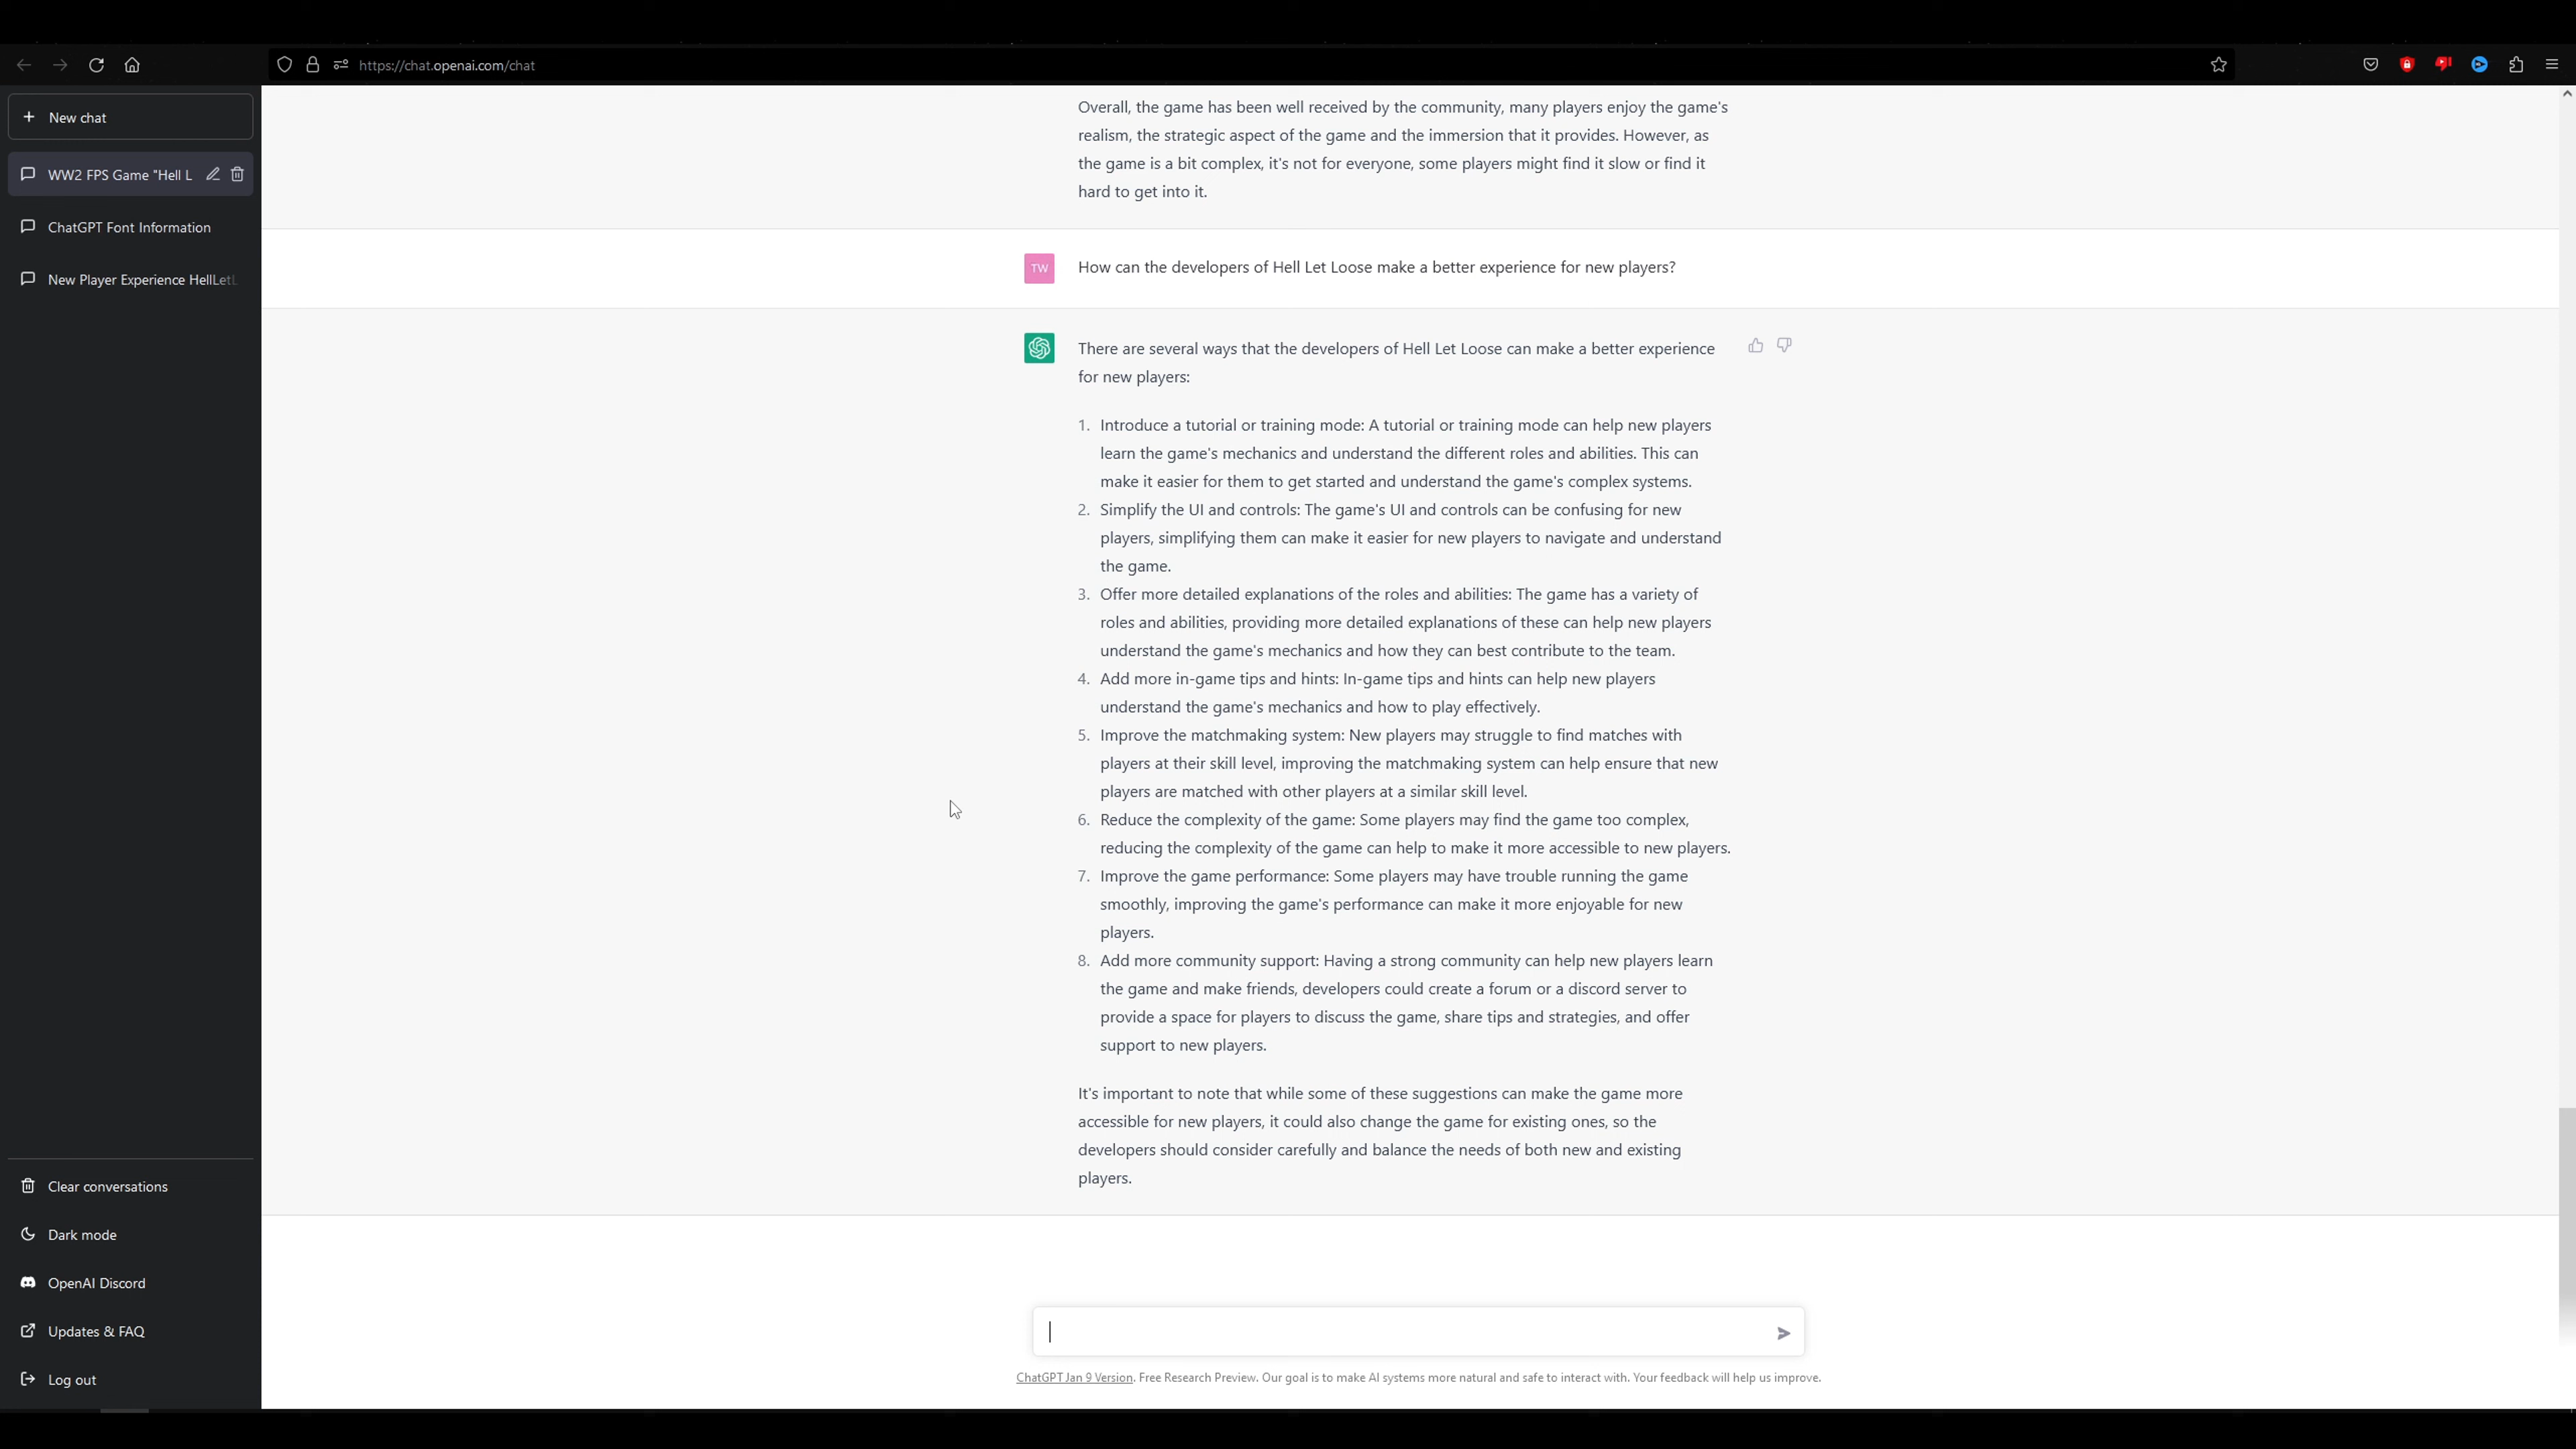 https://chat.openai.com/chat
New chat
WW2 FPS Game "Hell L
ChatGPT Font Information
New Player Experience HellLetL
Clear conversations
Dark mode
OpenAI Discord
Updates & FAQ
Log out
Overall, the game has been well received by the community, many players enjoy the game's
realism, the strategic aspect of the game and the immersion that it provides. However, as
the game is a bit complex, it's not for everyone, some players might find it slow or find it
hard to get into it.
TW
How can the developers of Hell Let Loose make a better experience for new players?
There are several ways that the developers of Hell Let Loose can make a better experience
for new players:
1. Introduce a tutorial or training mode: A tutorial or training mode can help new players
learn the game's mechanics and understand the different roles and abilities. This can
make it easier for them to get started and understand the game's complex systems.
2. Simplify the UI and controls: The game's UI and controls can be confusing for new
players, simplifying them can make it easier for new players to navigate and understand
the game.
3. Offer more detailed explanations of the roles and abilities: The game has a variety of
roles and abilities, providing more detailed explanations of these can help new players
understand the game's mechanics and how they can best contribute to the team.
4. Add more in-game tips and hints: In-game tips and hints can help new players
understand the game's mechanics and how to play effectively.
5. Improve the matchmaking system: New players may struggle to find matches with
players at their skill level, improving the matchmaking system can help ensure that new
players are matched with other players at a similar skill level.
6. Reduce the complexity of the game: Some players may find the game too complex,
reducing the complexity of the game can help to make it more accessible to new players.
7. Improve the game performance: Some players may have trouble running the game
smoothly, improving the game's performance can make it more enjoyable for new
players.
8. Add more community support: Having a strong community can help new players learn
the game and make friends, developers could create a forum or a discord server to
provide a space for players to discuss the game, share tips and strategies, and offer
support to new players.
It's important to note that while some of these suggestions can make the game more
accessible for new players, it could also change the game for existing ones, so the
developers should consider carefully and balance the needs of both new and existing
players.
ChatGPT Jan 9 Version. Free Research Preview. Our goal is to make AI systems more natural and safe to interact with. Your feedback will help us improve.